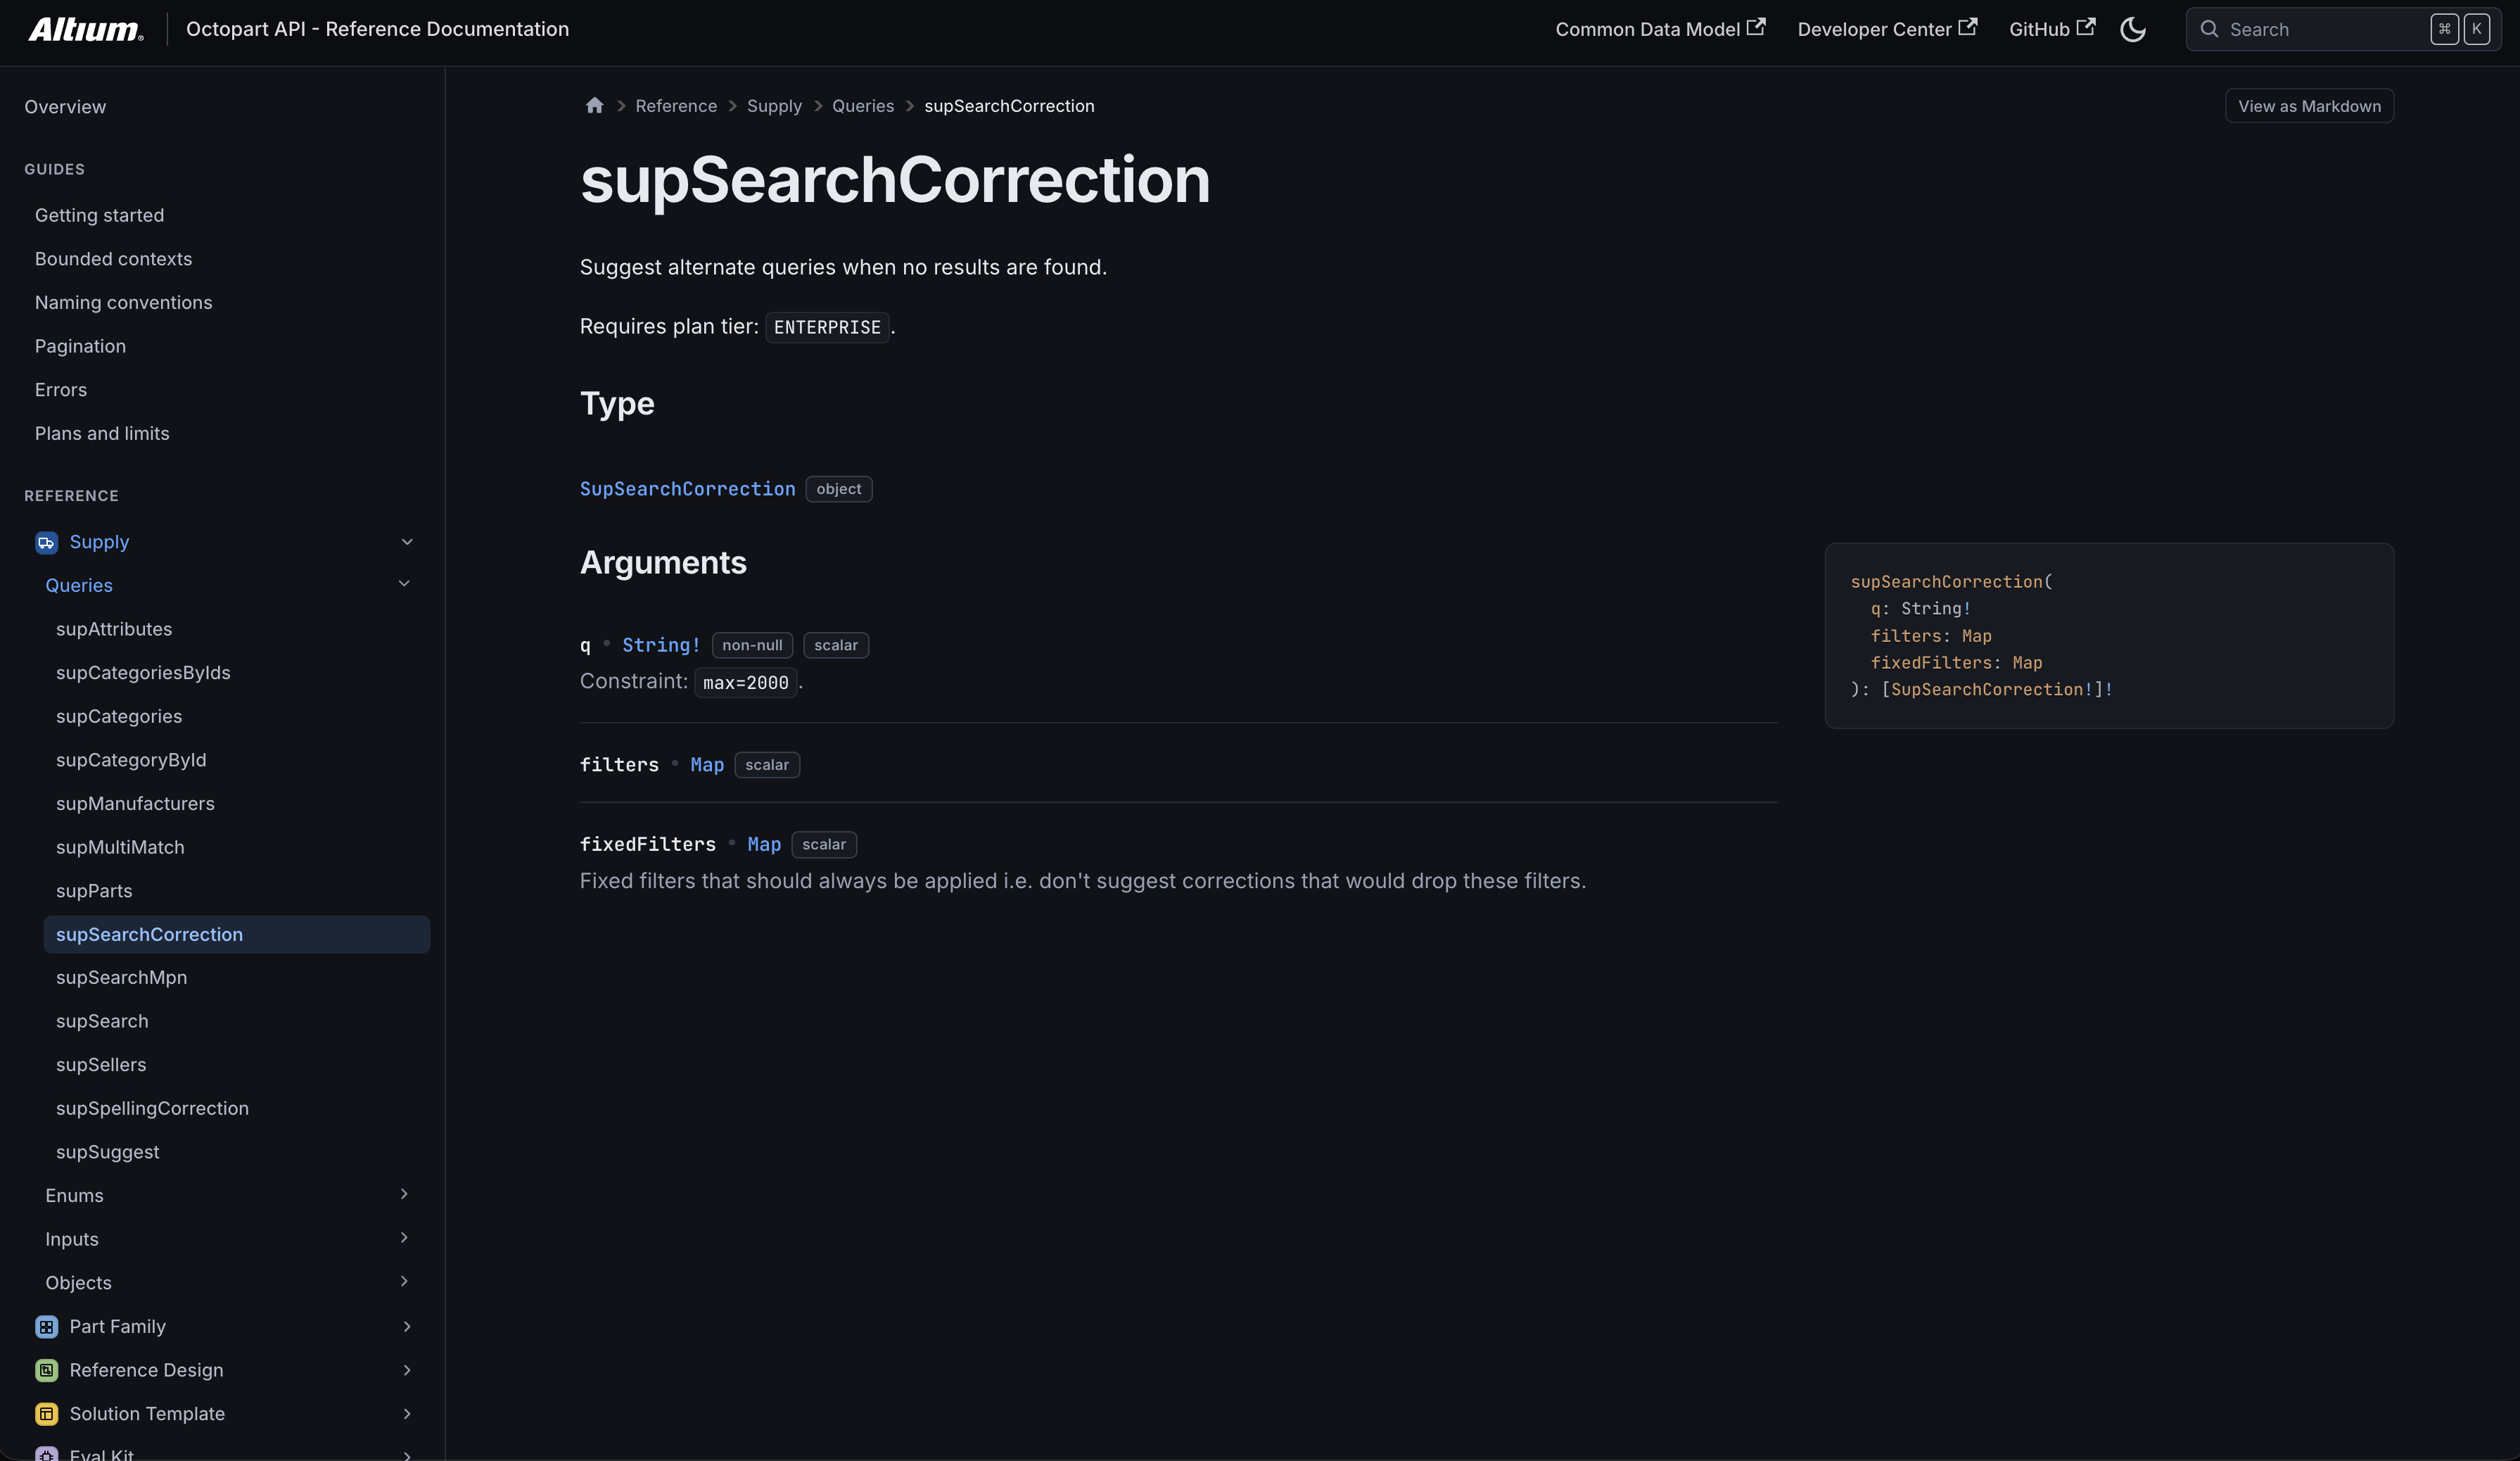 Altium® Octopart API - Reference Documentation
Common Data Model Developer Center GitHub Search ⌘ K
Overview
GUIDES
Getting started
Bounded contexts
Naming conventions
Pagination
Errors
Plans and limits
REFERENCE
Supply
Queries
supAttributes
supCategoriesByIds
supCategories
supCategoryById
supManufacturers
supMultiMatch
supParts
supSearchCorrection
supSearchMpn
supSearch
supSellers
supSpellingCorrection
supSuggest
Enums
Inputs
Objects
Part Family
Reference Design
Solution Template
Eval Kit
Reference Supply Queries supSearchCorrection
View as Markdown
supSearchCorrection
Suggest alternate queries when no results are found.
Requires plan tier: ENTERPRISE.
Type
SupSearchCorrection object
Arguments
q • String! non-null scalar
Constraint: max=2000.
filters • Map scalar
fixedFilters • Map scalar
Fixed filters that should always be applied i.e. don't suggest corrections that would drop these filters.
supSearchCorrection(
q: String!
filters: Map
fixedFilters: Map
): [SupSearchCorrection!]!